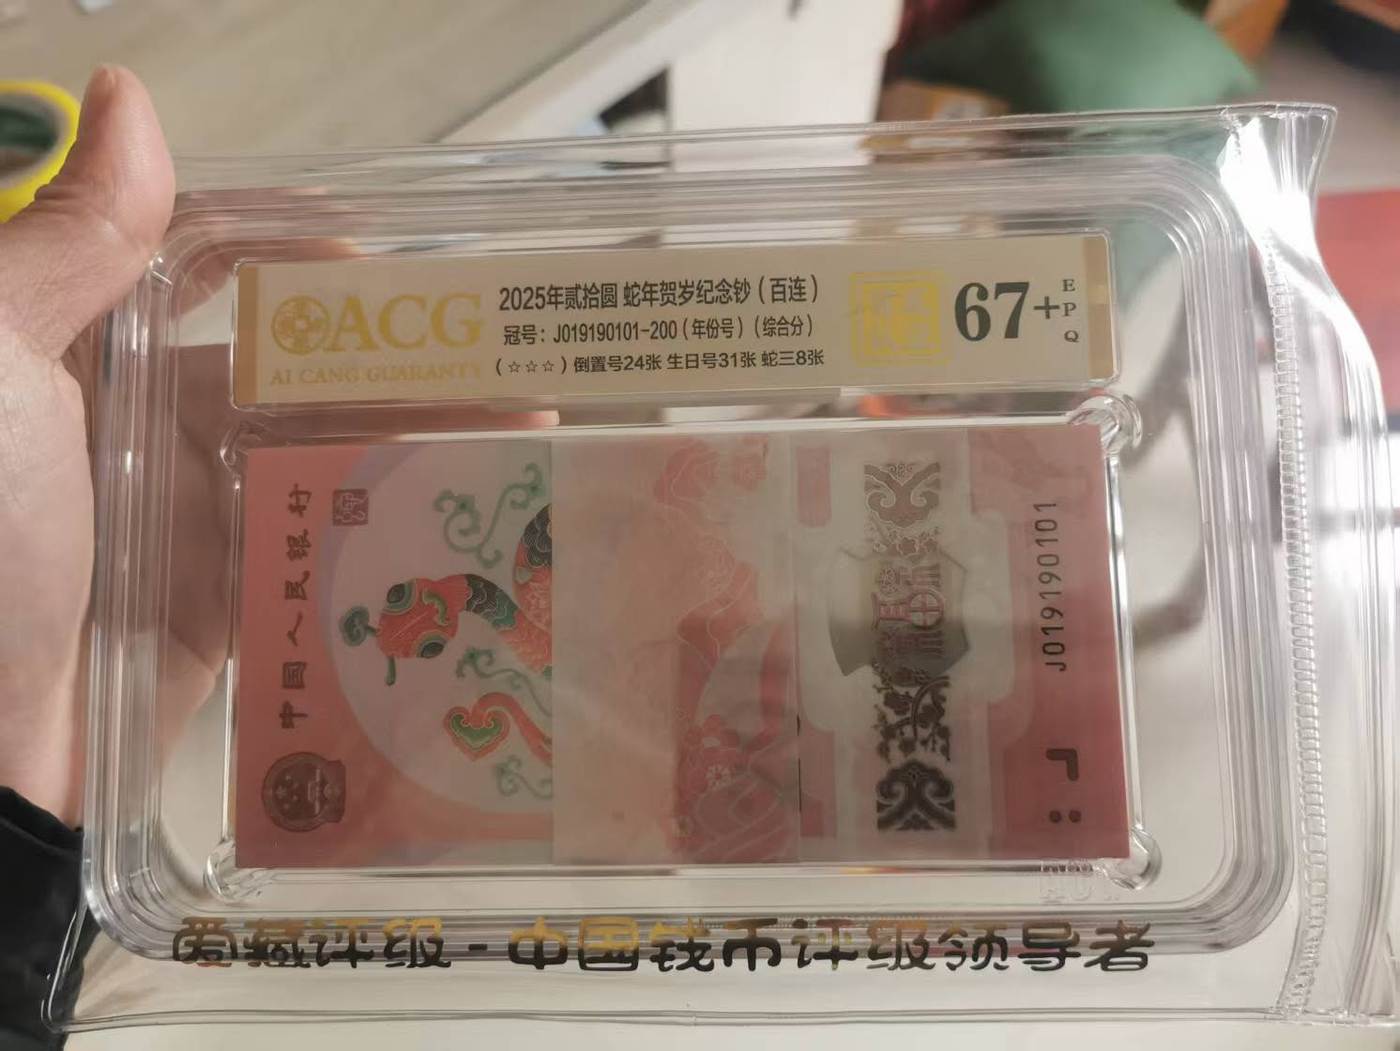 ACG
AI CANG GUARANTY
2025年贰拾圆 蛇年贺岁纪念钞（百连）
冠号：J019190101-200（年份号）（综合分）
（☆☆☆）倒置号24张 生日号31张 蛇三8张
67+
EPQ
中国人民银行
J019190101
爱藏评级-中国钱币评级领导者